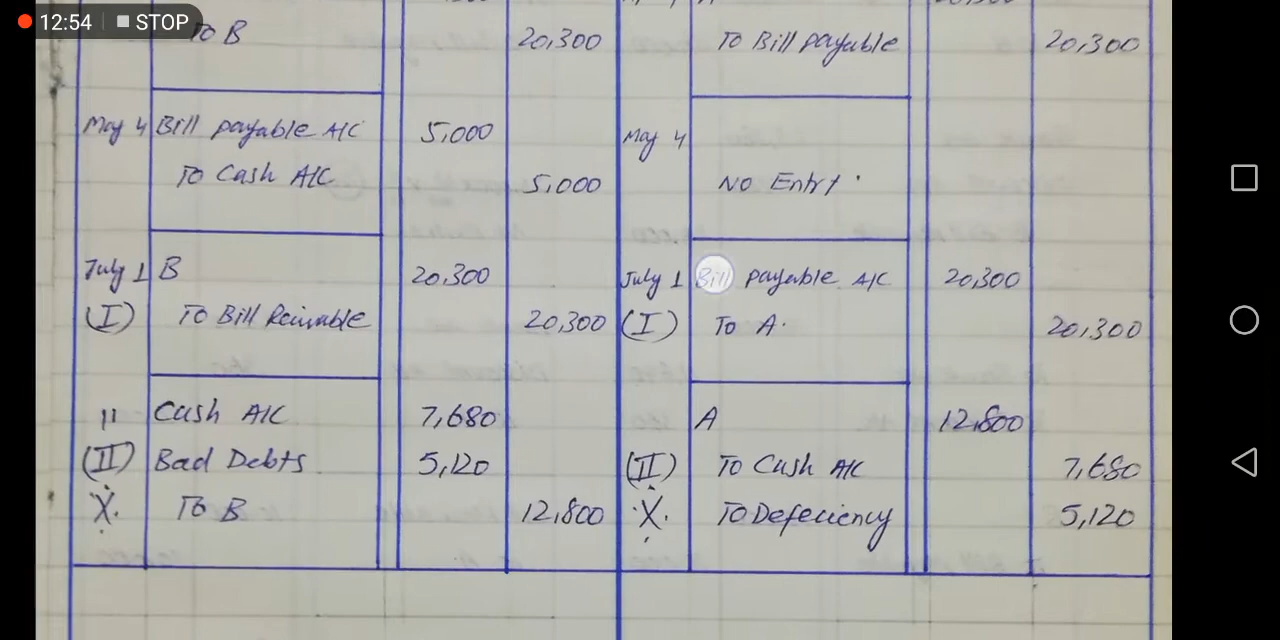 12:54 STOP
To B 20,300
May 4 Bill payable A/C 5,000
To Cash A/C 5,000
July 1 B 20,300
(I) To Bill Reivable 20,300
11 Cash A/C 7,680
(II) Bad Debts 5,120
X. To B 12,800
To Bill payable 20,300
May 4
No Entry
July 1 Bill payable A/C 20,300
(I) To A. 20,300
A 12,800
(II) To Cash A/C 7,680
X. To Defeciency 5,120